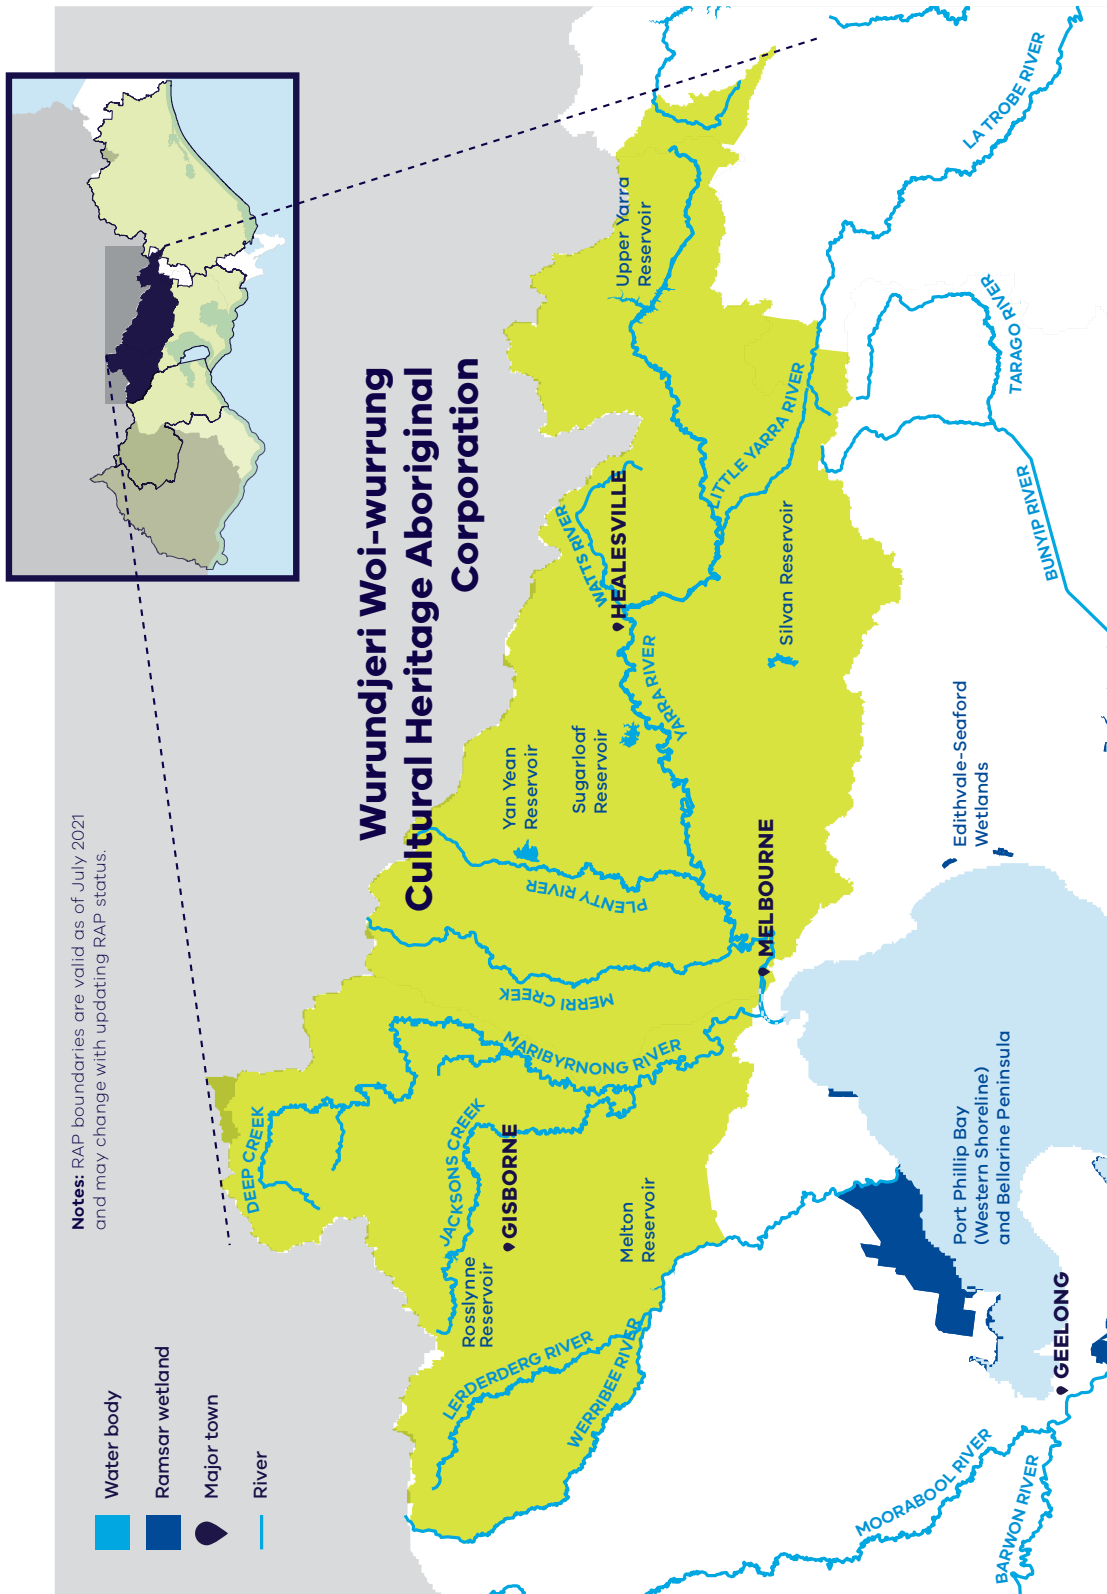 Wurundjeri Woi-wurrung
Cultural Heritage Aboriginal
Corporation
Notes: RAP boundaries are valid as of July 2021
and may change with updating RAP status.
Water body
Ramsar wetland
Major town
River
DEEP CREEK
JACKSONS CREEK
Rosslynne
Reservoir
GISBORNE
LERDERDERG RIVER
WERRIBEE RIVER
Melton
Reservoir
MARIBYRNONG RIVER
MERRI CREEK
PLENTY RIVER
Yan Yean
Reservoir
Sugarloaf
Reservoir
YARRA RIVER
WATTS RIVER
HEALESVILLE
Upper Yarra
Reservoir
LITTLE YARRA RIVER
Silvan Reservoir
MELBOURNE
LA TROBE RIVER
TARAGO RIVER
BUNYIP RIVER
Edithvale-Seaford
Wetlands
Port Phillip Bay
(Western Shoreline)
and Bellarine Peninsula
GEELONG
MOORABOOL RIVER
BARWON RIVER